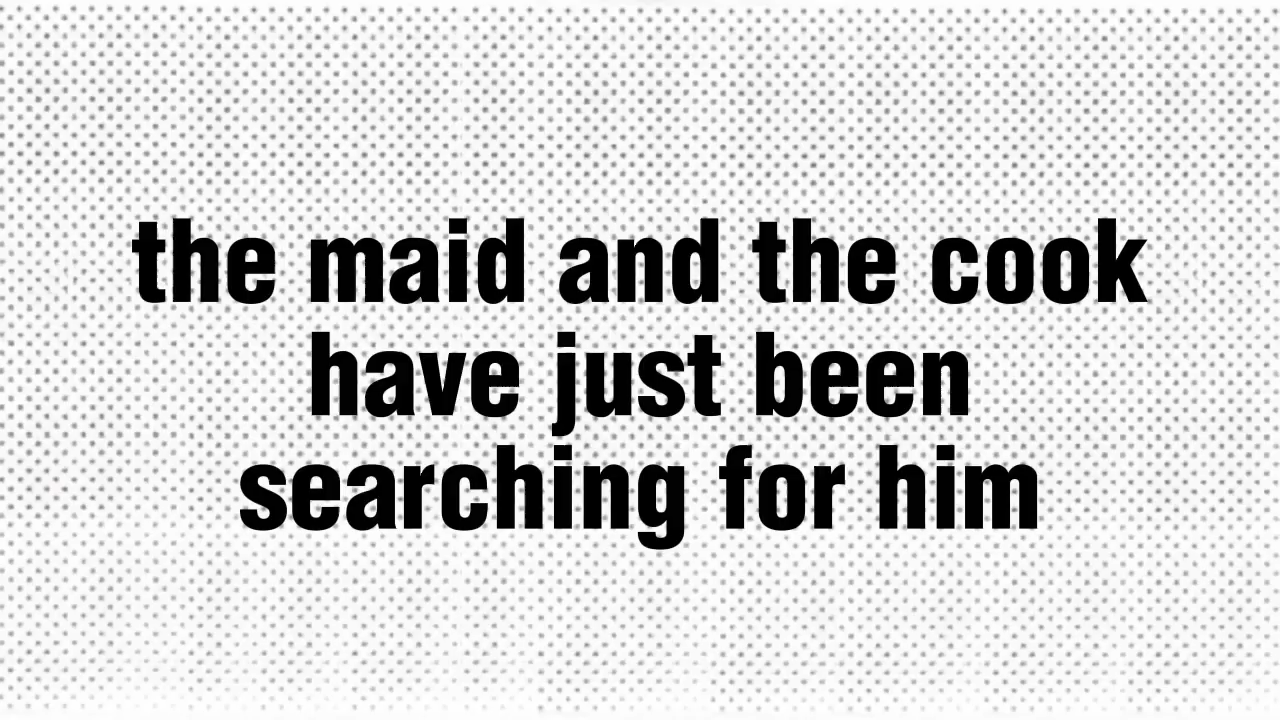 the maid and the cook
have just been
searching for him